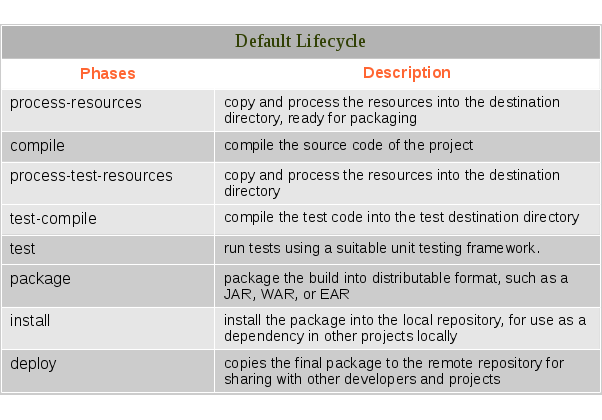 Default Lifecycle
Phases Description
process-resources copy and process the resources into the destination
directory, ready for packaging
compile compile the source code of the project
process-test-resources copy and process the resources into the destination
directory
test-compile compile the test code into the test destination directory
test run tests using a suitable unit testing framework.
package package the build into distributable format, such as a
JAR, WAR, or EAR
install install the package into the local repository, for use as a
dependency in other projects locally
deploy copies the final package to the remote repository for
sharing with other developers and projects